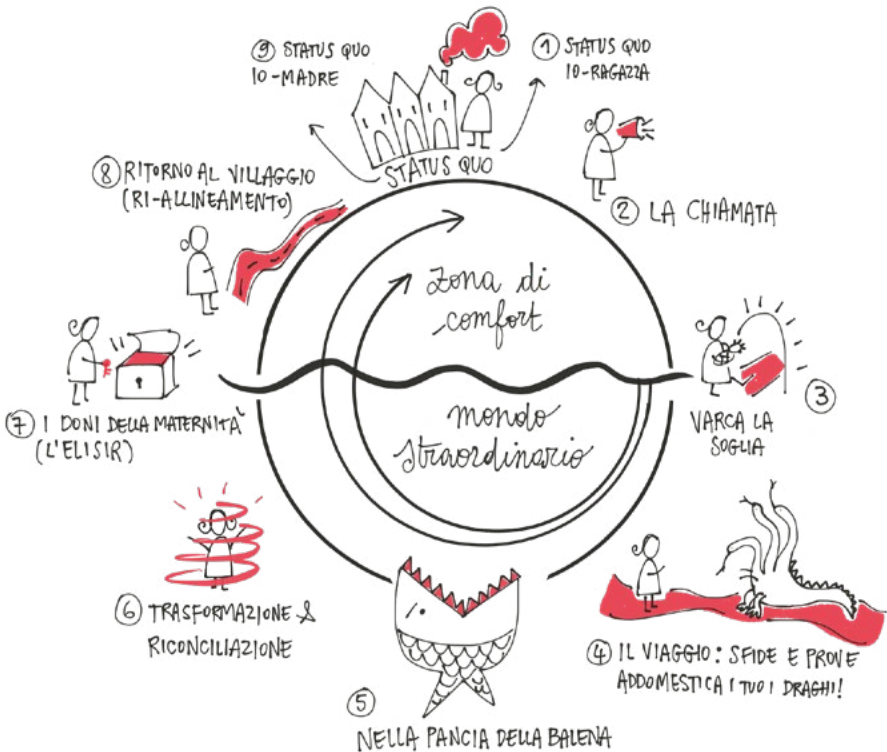 ① STATUS QUO
IO-RAGAZZA
② LA CHIAMATA
③
VARCA LA
SOGLIA
④ IL VIAGGIO: SFIDE E PROVE
ADDOMESTICA I TUOI DRAGHI!
⑤
NELLA PANCIA DELLA BALENA
⑥ TRASFORMAZIONE &
RICONCILIAZIONE
⑦ I DONI DELLA MATERNITÀ
(L'ELISIR)
⑧ RITORNO AL VILLAGGIO
(RI-ALLINEAMENTO)
⑨ STATUS QUO
IO-MADRE
STATUS QUO
Zona di
comfort
mondo
straordinario